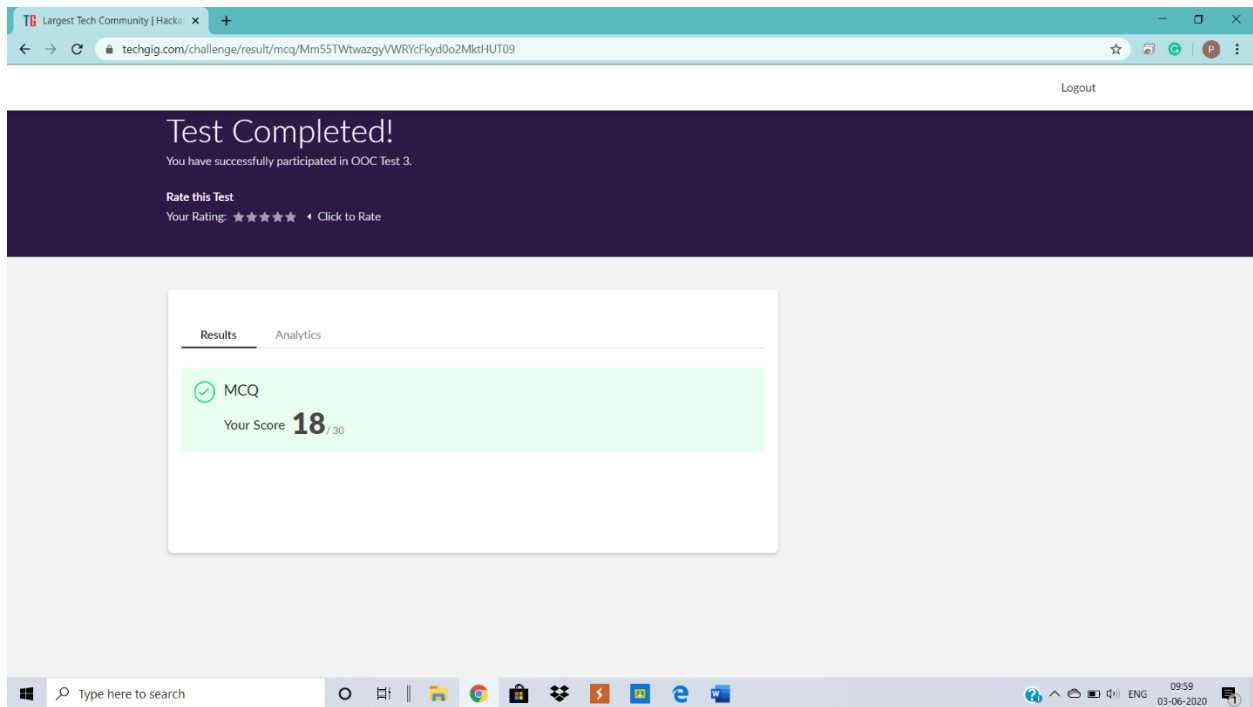 TG Largest Tech Community | Hacka
techgig.com/challenge/result/mcq/Mm55TWtwazgyVWRYcFkyd0o2MktHUT09
P
Logout
Test Completed!
You have successfully participated in OOC Test 3.
Rate this Test
Your Rating: Click to Rate
Results Analytics
MCQ
Your Score 18 / 30
Type here to search
ENG
09:59
03-06-2020
1